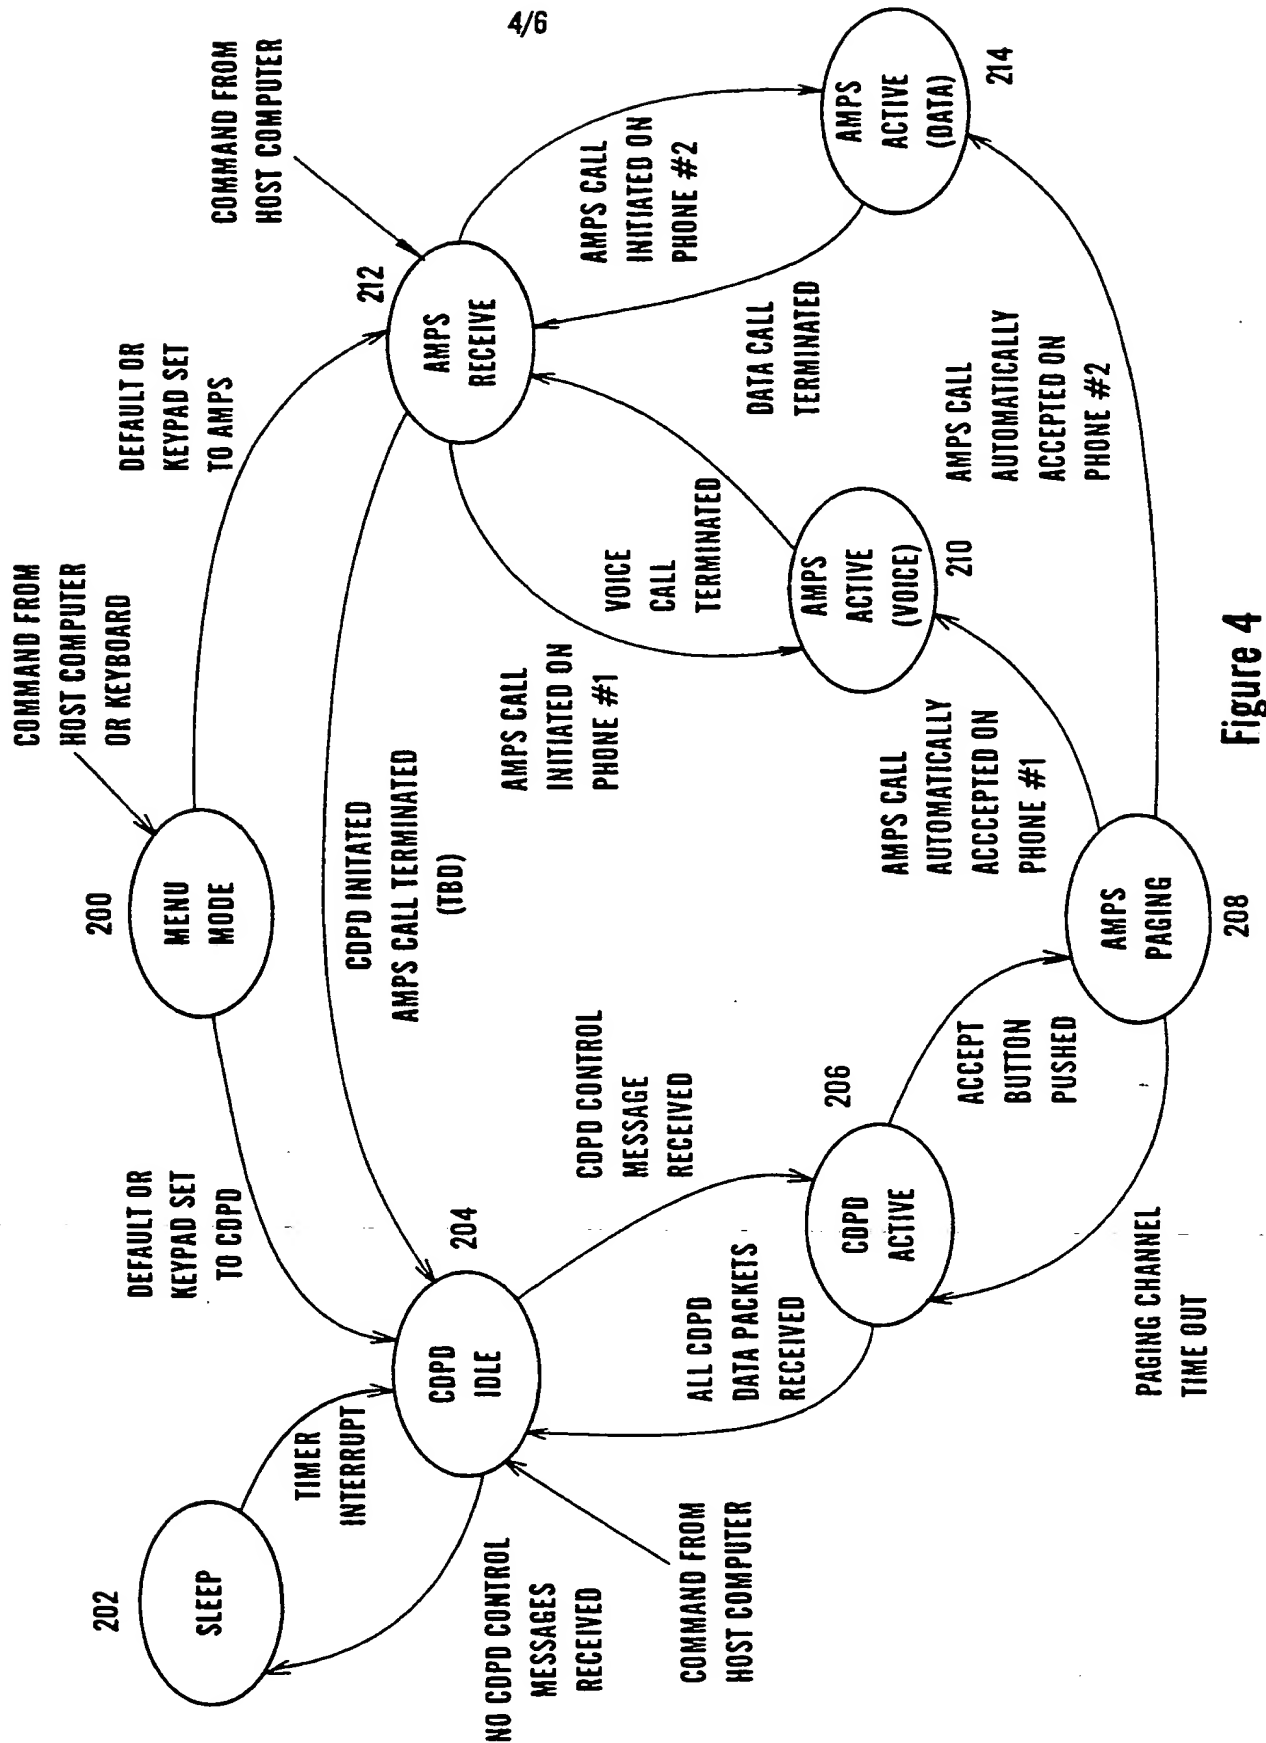 4/6
COMMAND FROM
HOST COMPUTER
OR KEYBOARD
200
MENU
MODE
DEFAULT OR
KEYPAD SET
TO CDPD
DEFAULT OR
KEYPAD SET
TO AMPS
COMMAND FROM
HOST COMPUTER
202
SLEEP
TIMER
INTERRUPT
NO CDPD CONTROL
MESSAGES
RECEIVED
204
CDPD
IDLE
COMMAND FROM
HOST COMPUTER
CDPD INITATED
AMPS CALL TERMINATED
(TBD)
212
AMPS
RECEIVE
AMPS CALL
INITIATED ON
PHONE #1
VOICE
CALL
TERMINATED
AMPS CALL
INITIATED ON
PHONE #2
DATA CALL
TERMINATED
CDPD CONTROL
MESSAGE
RECEIVED
ALL CDPD
DATA PACKETS
RECEIVED
206
CDPD
ACTIVE
AMPS
ACTIVE
(VOICE)
210
AMPS
ACTIVE
(DATA)
214
ACCEPT
BUTTON
PUSHED
PAGING CHANNEL
TIME OUT
AMPS
PAGING
208
AMPS CALL
AUTOMATICALLY
ACCCEPTED ON
PHONE #1
AMPS CALL
AUTOMATICALLY
ACCEPTED ON
PHONE #2
Figure 4